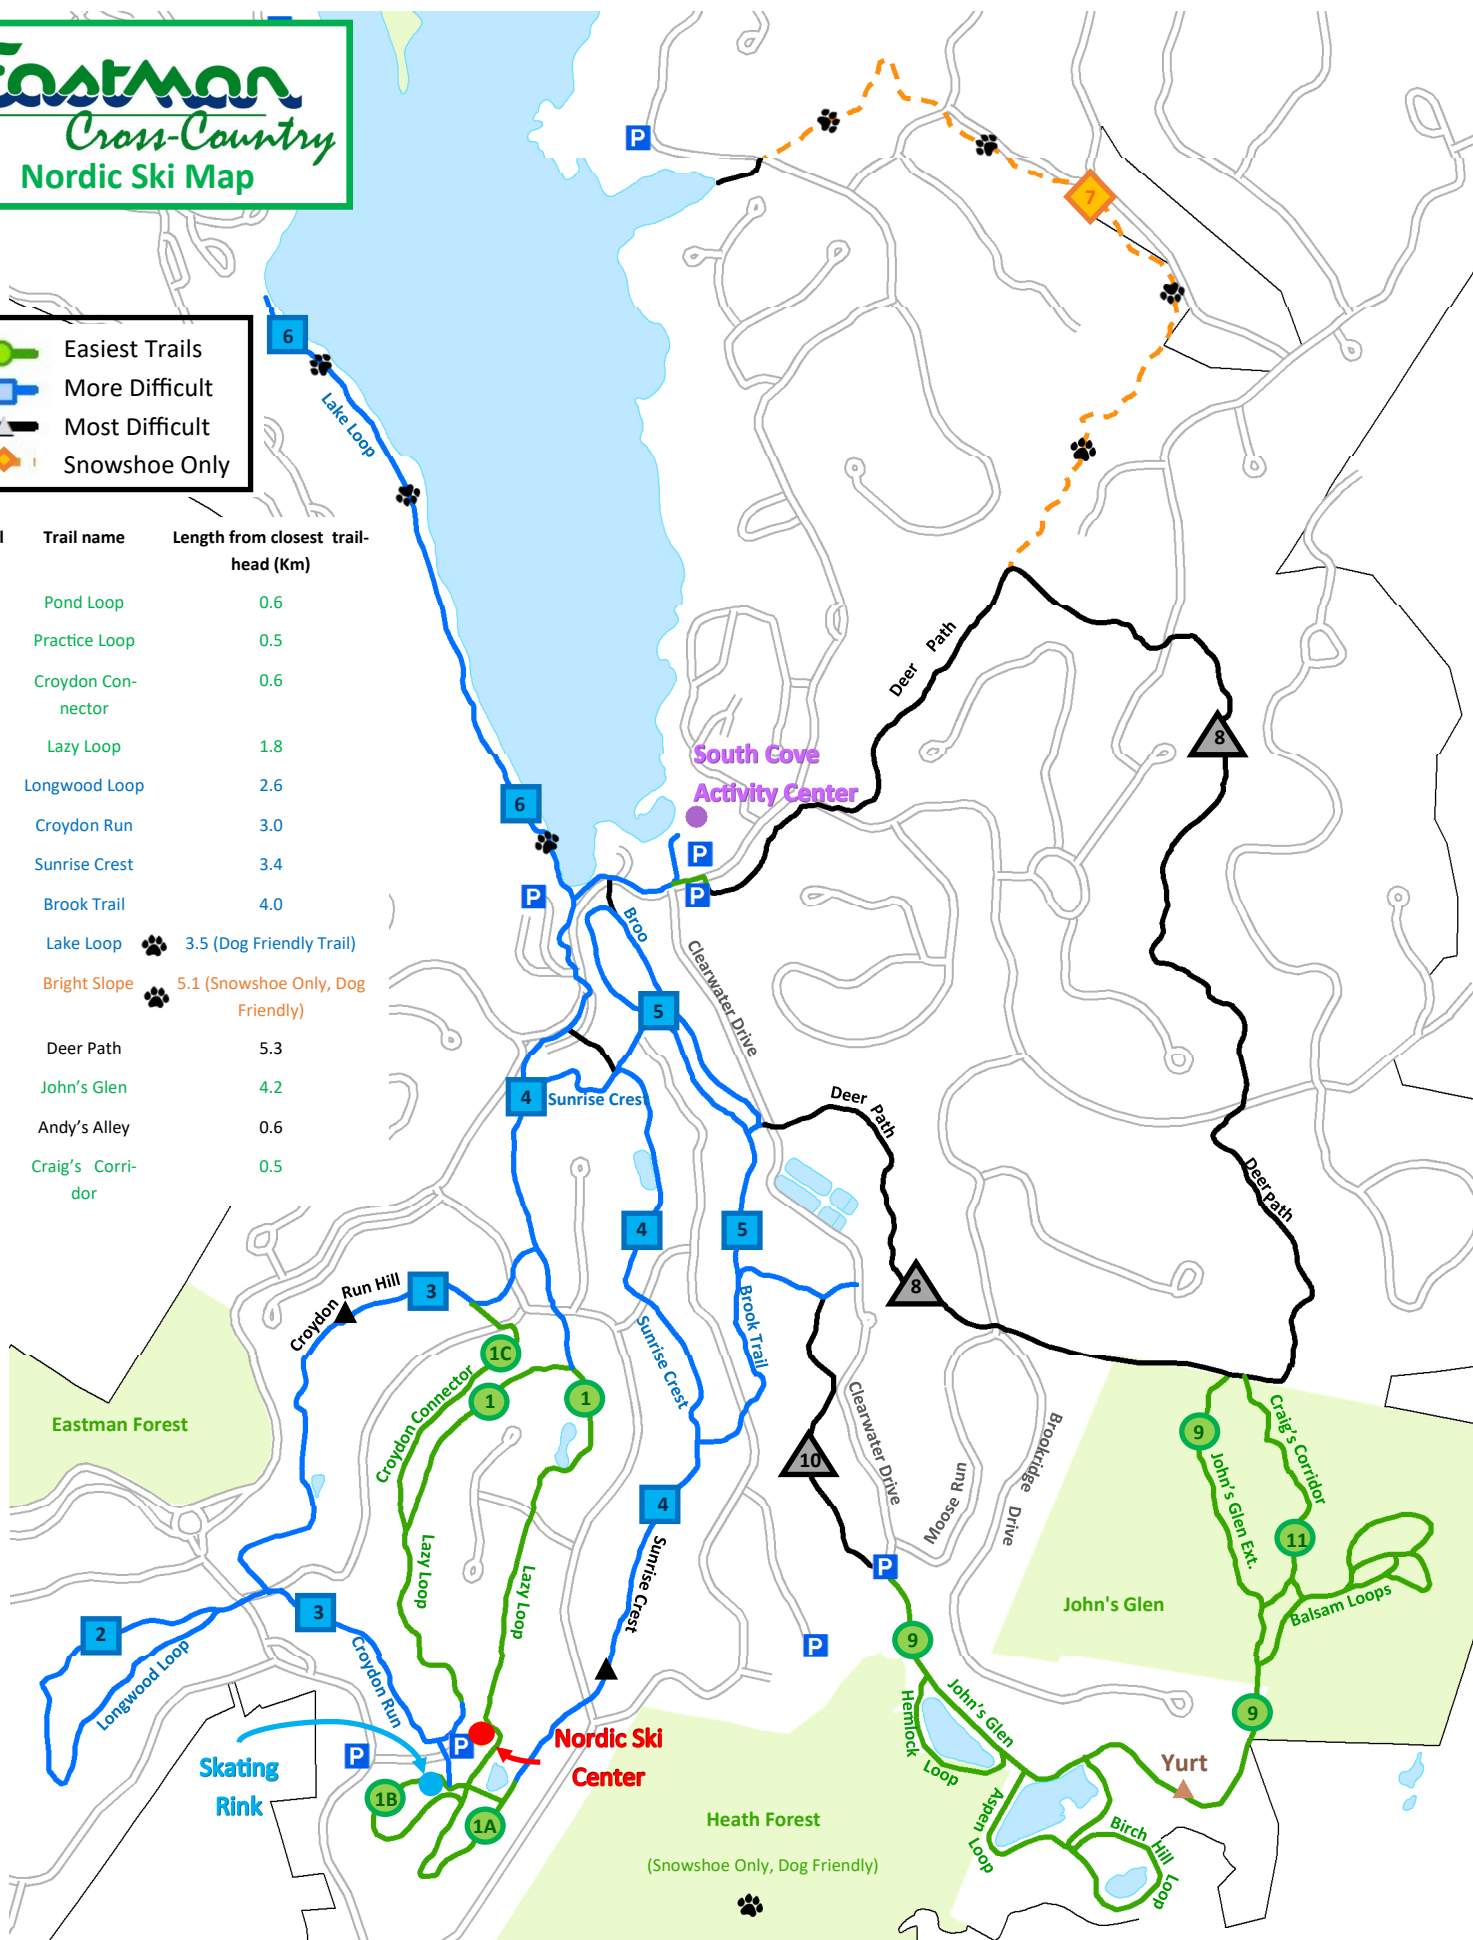 Eastman
Cross-Country
Nordic Ski Map
Easiest Trails
More Difficult
Most Difficult
Snowshoe Only
l Trail name Length from closest trail-
head (Km)
Pond Loop 0.6
Practice Loop 0.5
Croydon Con-
nector 0.6
Lazy Loop 1.8
Longwood Loop 2.6
Croydon Run 3.0
Sunrise Crest 3.4
Brook Trail 4.0
Lake Loop 3.5 (Dog Friendly Trail)
Bright Slope 5.1 (Snowshoe Only, Dog
Friendly)
Deer Path 5.3
John's Glen 4.2
Andy's Alley 0.6
Craig's Corri-
dor 0.5
P
P
7
6
Lake Loop
Deer Path
8
South Cove
Activity Center
6
P
P
P
Broo
Clearwater Drive
5
4
Sunrise Crest
Deer Path
Deer Path
4
5
8
3
Croydon Run Hill
Sunrise Crest
Brook Trail
1C
1
1
Croydon Connector
Eastman Forest
Clearwater Drive
Moose Run
Brookridge Drive
9
Craig's Corridor
John's Glen Ext.
10
4
11
Lazy Loop
Lazy Loop
Sunrise Crest
P
Balsam Loops
John's Glen
2
3
Longwood Loop
Croydon Run
P
9
Hemlock
Loop
John's Glen
9
P
P
Nordic Ski
Center
Skating
Rink
1B
1A
Yurt
Aspen
Loop
Birch Hill
Loop
Heath Forest
(Snowshoe Only, Dog Friendly)